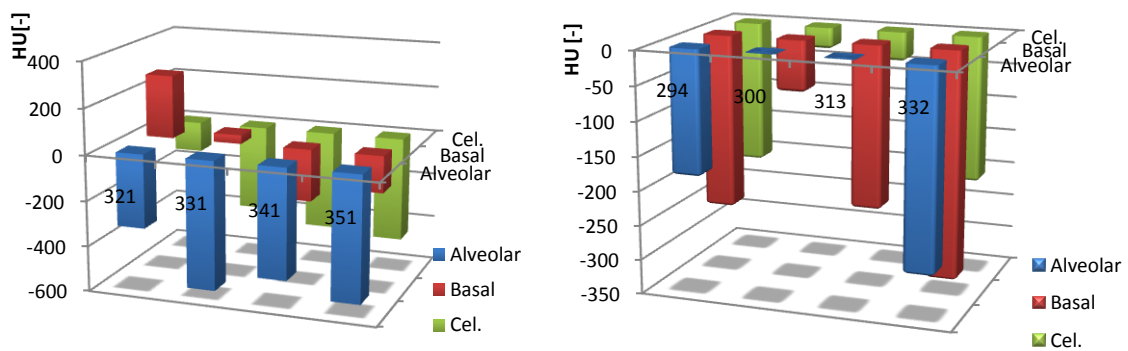 HU[-]
400
200
0
-200
-400
-600
321
331
341
351
Cel.
Basal
Alveolar
Alveolar
Basal
Cel.
HU [-]
0
-50
-100
-150
-200
-250
-300
-350
294
300
313
332
Cel.
Basal
Alveolar
Alveolar
Basal
Cel.